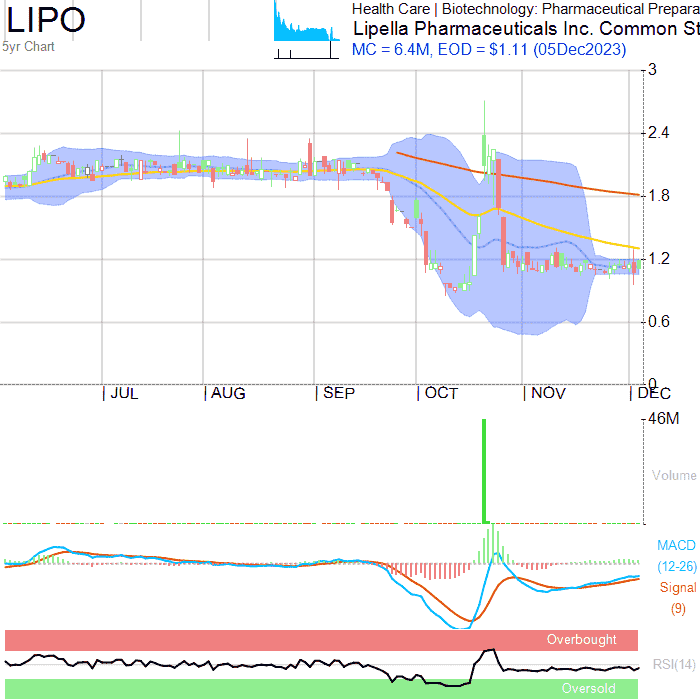 LIPO
5yr Chart
Health Care | Biotechnology: Pharmaceutical Prepara
Lipella Pharmaceuticals Inc. Common St
MC = 6.4M, EOD = $1.11 (05Dec2023)
3
2.4
1.8
1.2
0.6
0
JUL AUG SEP OCT NOV DEC
46M
Volume
MACD
(12-26)
Signal
(9)
Overbought
RSI(14)
Oversold